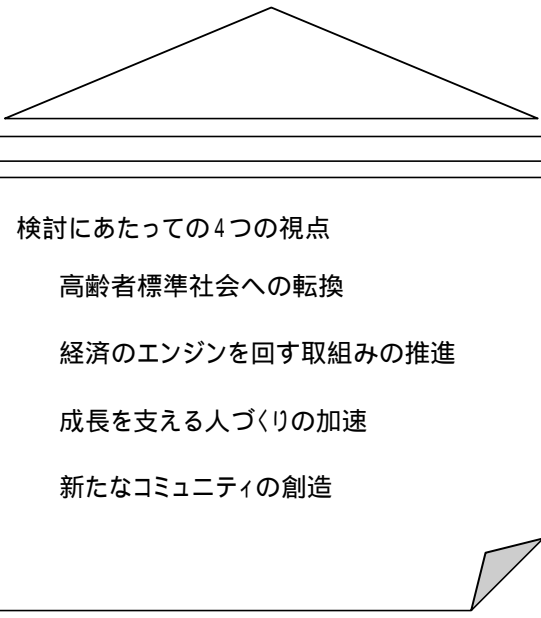 検討にあたっての4つの視点
高齢者標準社会への転換
経済のエンジンを回す取組みの推進
成長を支える人づくりの加速
新たなコミュニティの創造